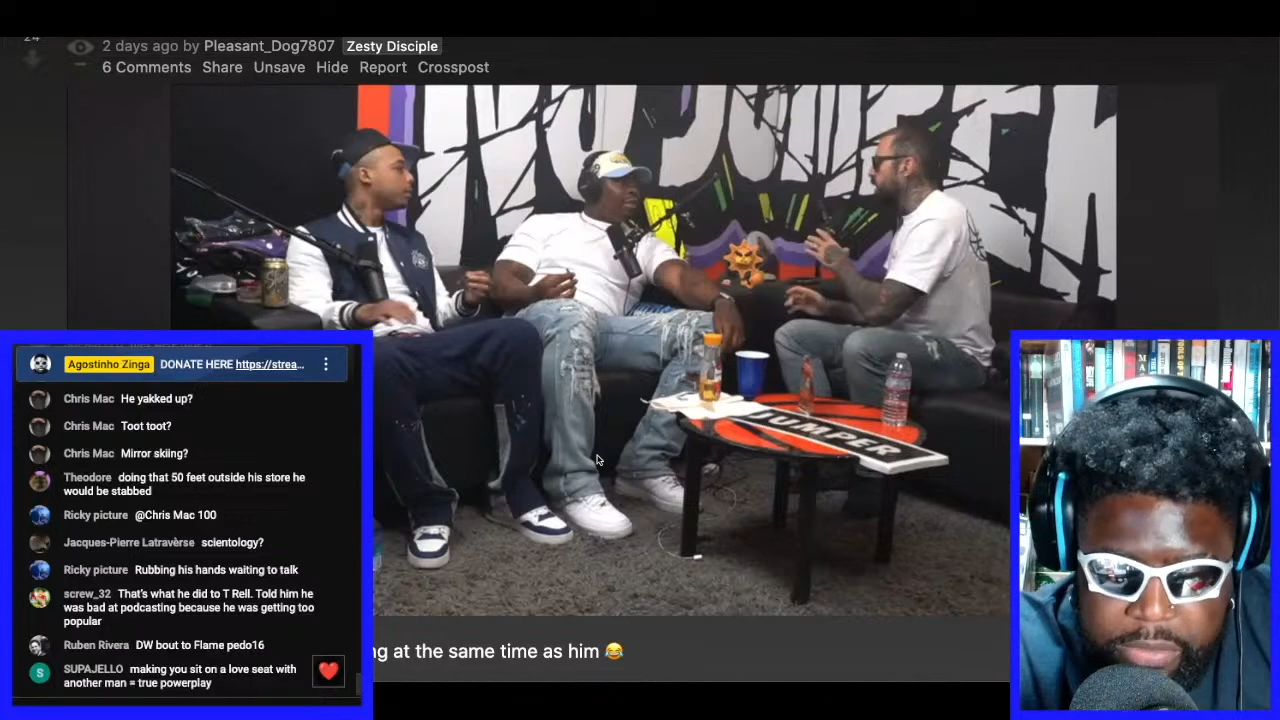 24
2 days ago by Pleasant_Dog7807 Zesty Disciple
6 Comments Share Unsave Hide Report Crosspost
JUMPER
Agostinho Zinga DONATE HERE https://strea...
Chris Mac He yakked up?
Chris Mac Toot toot?
Chris Mac Mirror skiing?
Theodore doing that 50 feet outside his store he
would be stabbed
Ricky picture @Chris Mac 100
Jacques-Pierre Latravèrse scientology?
Ricky picture Rubbing his hands waiting to talk
screw_32 That's what he did to T Rell. Told him he
was bad at podcasting because he was getting too
popular
Ruben Rivera DW bout to Flame pedo16
S SUPAJELLO making you sit on a love seat with
another man = true powerplay
ng at the same time as him 😂